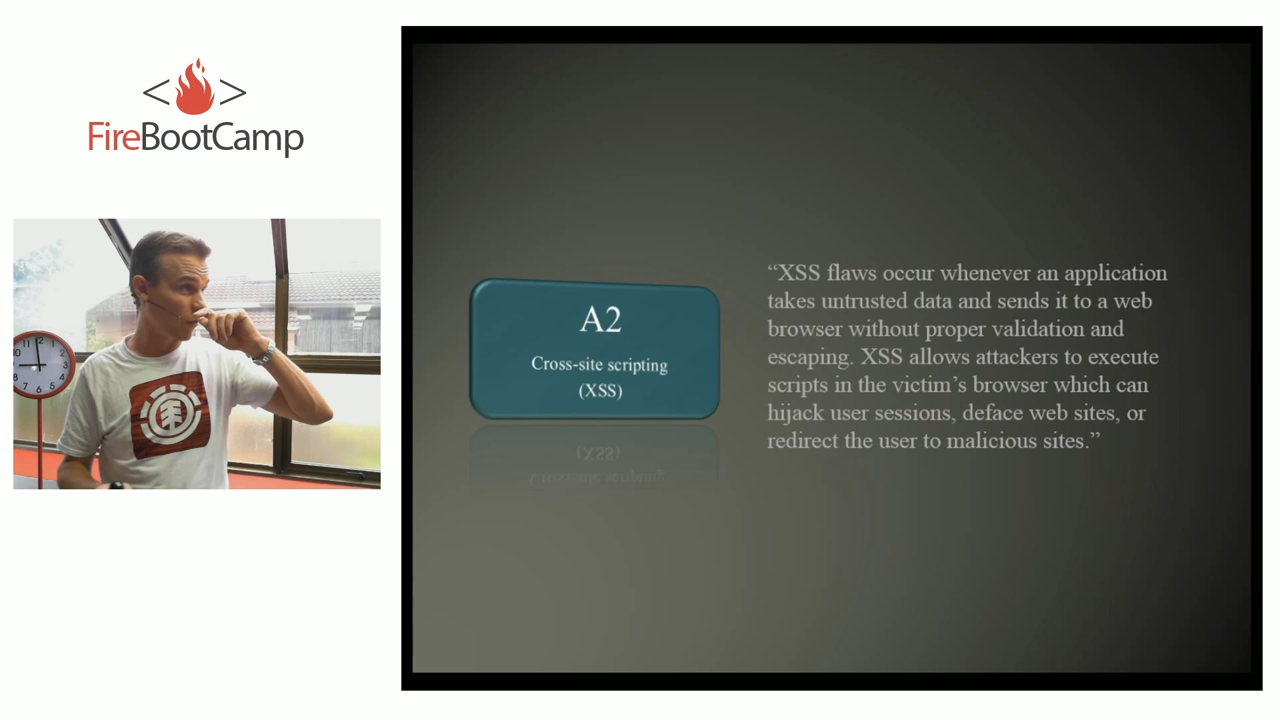 FireBootCamp
A2
Cross-site scripting
(XSS)
“XSS flaws occur whenever an application
takes untrusted data and sends it to a web
browser without proper validation and
escaping. XSS allows attackers to execute
scripts in the victim’s browser which can
hijack user sessions, deface web sites, or
redirect the user to malicious sites.”